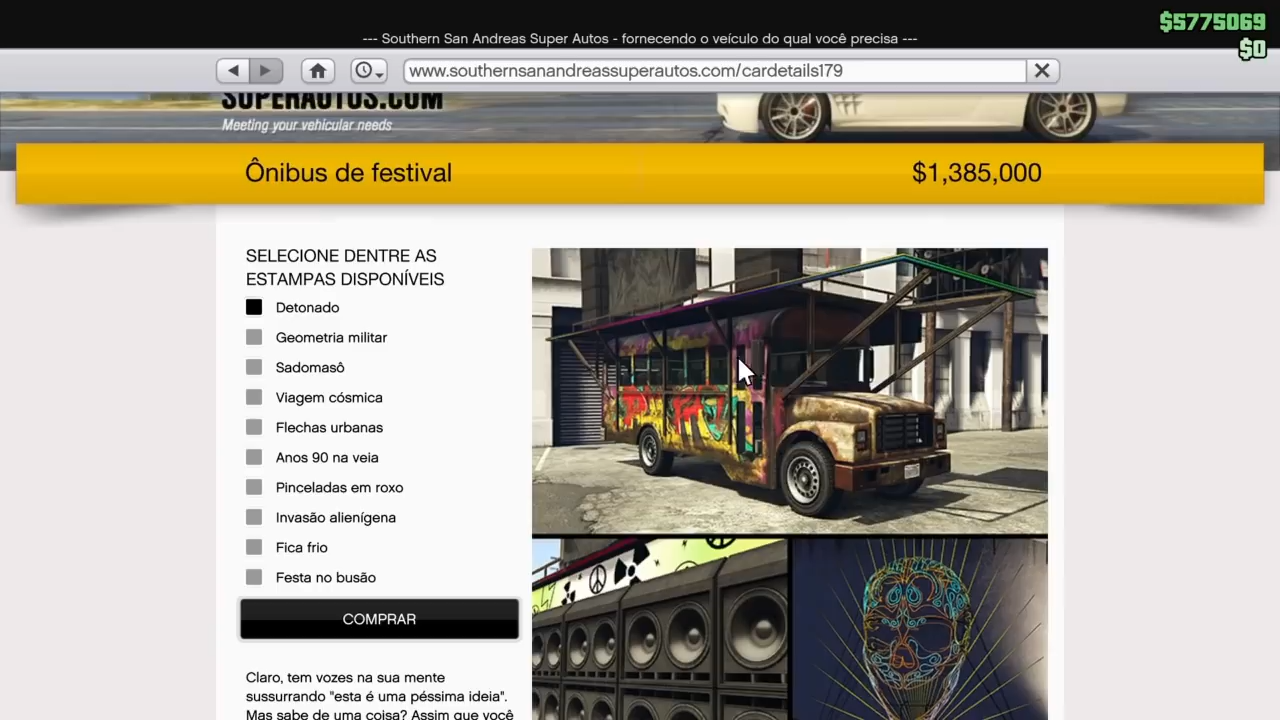 $5775069
--- Southern San Andreas Super Autos - fornecendo o veículo do qual você precisa ---
$0
www.southernsanandreassuperautos.com/cardetails179
SUPERAUTOS.COM
Meeting your vehicular needs
Ônibus de festival
$1,385,000
SELECIONE DENTRE AS
ESTAMPAS DISPONÍVEIS
Detonado
Geometria militar
Sadomasô
Viagem cósmica
Flechas urbanas
Anos 90 na veia
Pinceladas em roxo
Invasão alienígena
Fica frio
Festa no busão
COMPRAR
Claro, tem vozes na sua mente
sussurrando "esta é uma péssima ideia".
Mas sabe de uma coisa? Assim que você